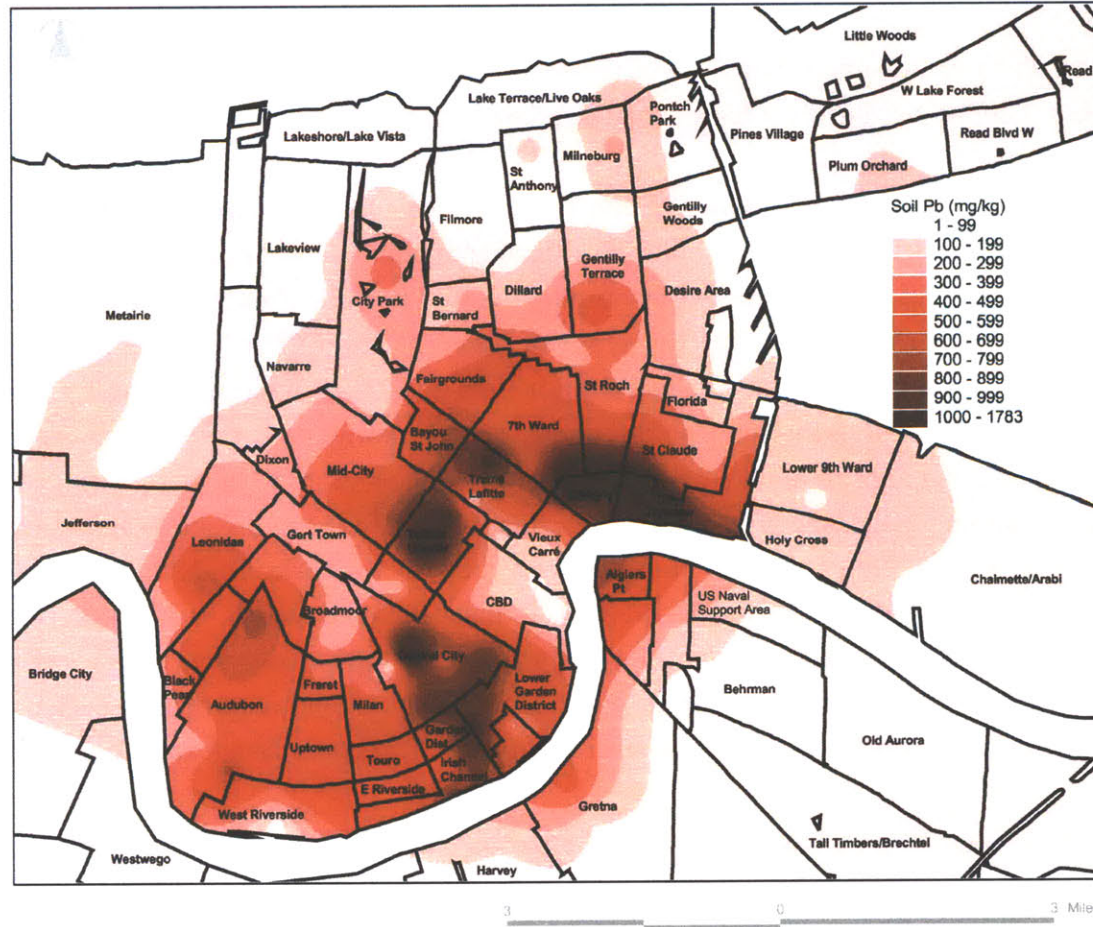 Little Woods
Read
W Lake Forest
Lake Terrace/Live Oaks
Pontch
Park
Lakeshore/Lake Vista
Pines Village
Read Blvd W
Milneburg
Plum Orchard
St
Anthony
Soil Pb (mg/kg)
1 - 99
100 - 199
200 - 299
300 - 399
400 - 499
500 - 599
600 - 699
700 - 799
800 - 899
900 - 999
1000 - 1783
Filmore
Gentilly
Woods
Lakeview
Gentilly
Terrace
City Park
St
Bernard
Dillard
Desire Area
Metairie
Navarre
Fairgrounds
St Roch
Florida
7th Ward
Bayou
St John
St Claude
Dixon
Mid-City
Lower 9th Ward
Treme
Lafitte
Jefferson
Leonidas
Gert Town
Vieux
Carré
Holy Cross
Algiers
Pt
Chalmette/Arabi
CBD
US Naval
Support Area
Broadmoor
Central City
Bridge City
Black
Pearl
Freret
Lower
Garden
District
Behrman
Audubon
Milan
Garden
Dist
Old Aurora
Uptown
Touro
Irish
Channel
E Riverside
West Riverside
Gretna
Tall Timbers/Brechtel
Westwego
Harvey
3
0
3
Mile